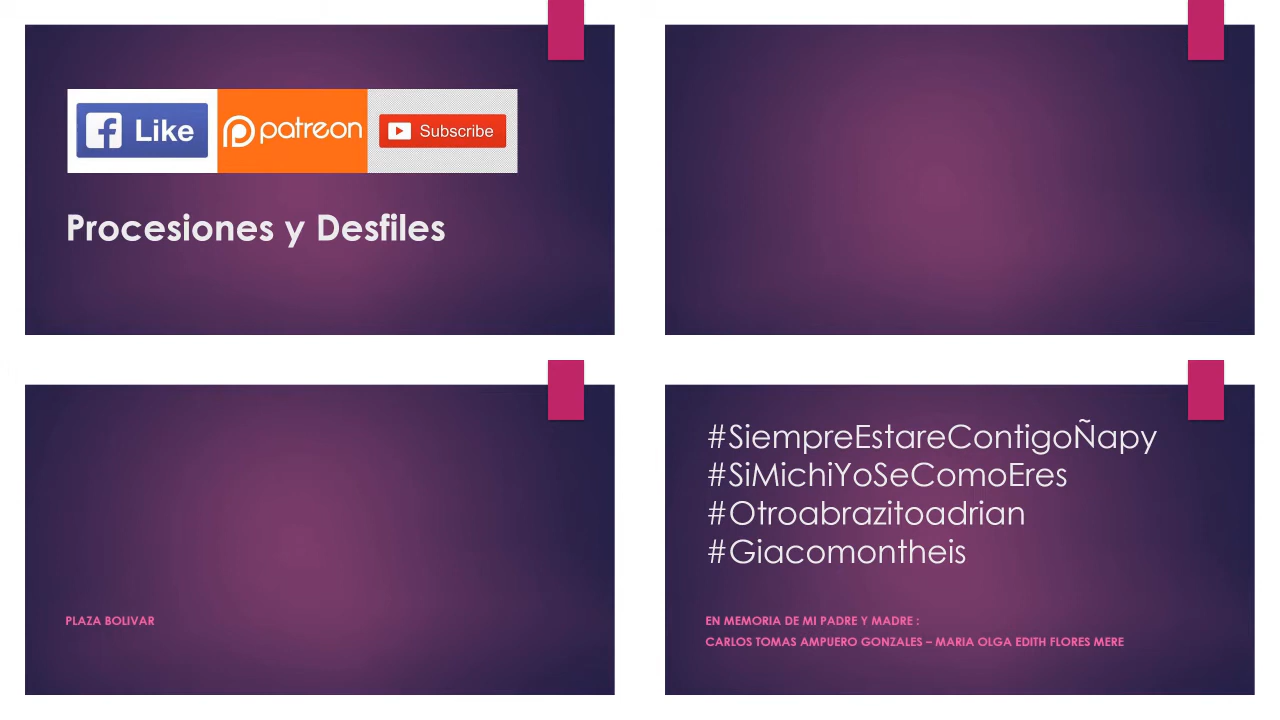 f Like
patreon
Subscribe
Procesiones y Desfiles
PLAZA BOLIVAR
#SiempreEstareContigoÑapy
#SiMichiYoSeComoEres
#Otroabrazitoadrian
#Giacomontheis
EN MEMORIA DE MI PADRE Y MADRE :
CARLOS TOMAS AMPUERO GONZALES – MARIA OLGA EDITH FLORES MERE